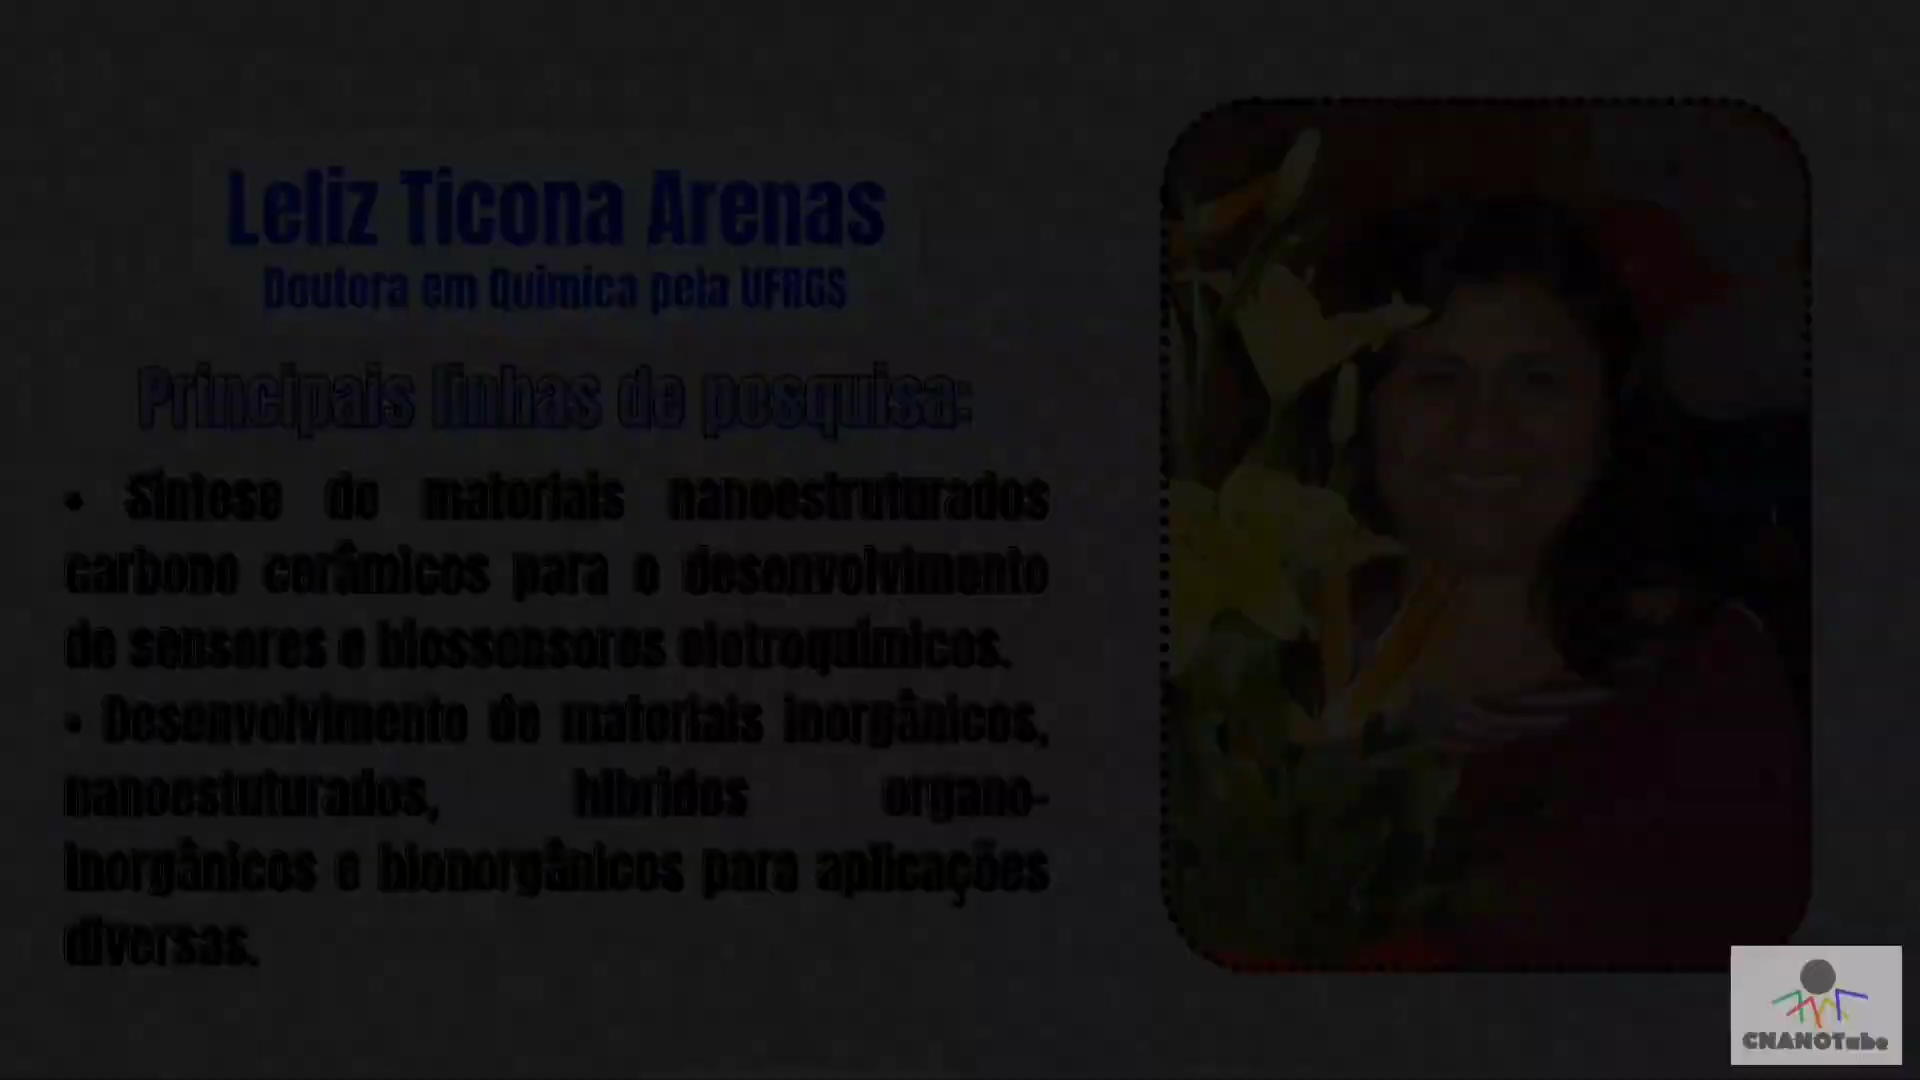 Leliz Ticona Arenas
Doutora em Química pela UFRGS
Principais linhas de pesquisa:
• Síntese de materiais nanoestruturados
carbono cerâmicos para o desenvolvimento
de sensores e biossensores eletroquímicos.
• Desenvolvimento de materiais inorgânicos,
nanoestuturados, híbridos organo-
inorgânicos e bionorgânicos para aplicações
diversas.
CNANOTube